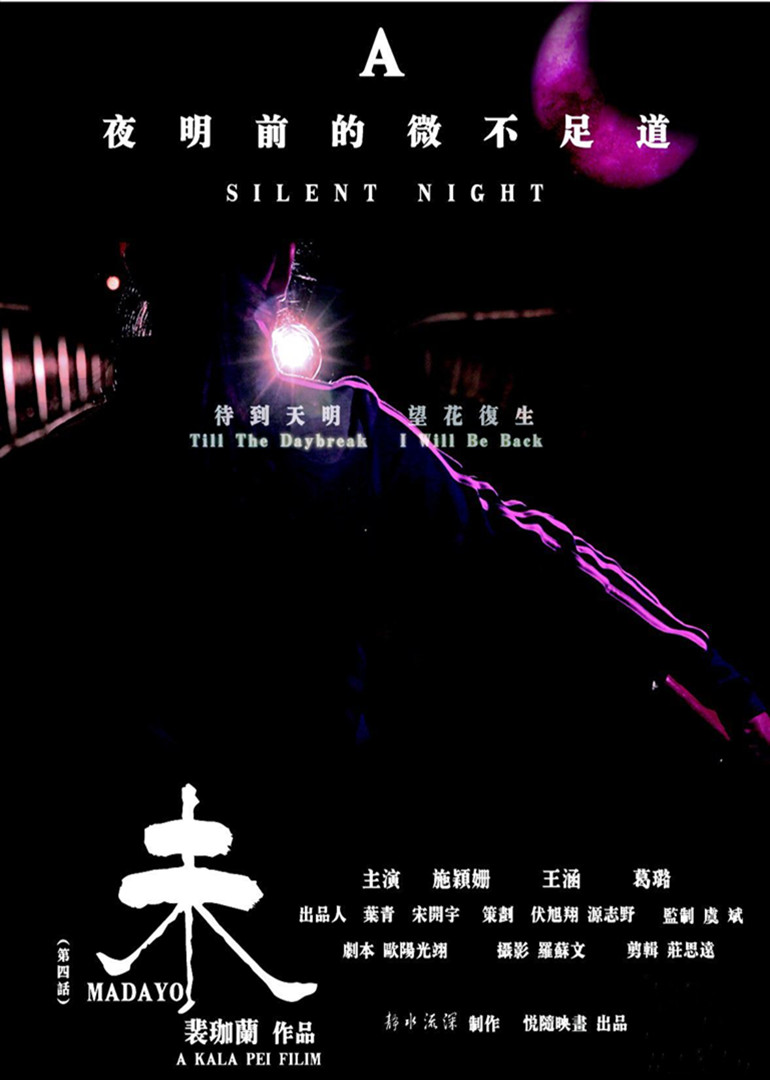 A
夜明前的微不足道
SILENT NIGHT
待到天明 望花復生
Till The Daybreak I Will Be Back
未
(第四話)
MADAYO
裴珈蘭 作品
A KALA PEI FILIM
主演 施穎姍 王涵 葛璐
出品人 葉青 宋開宇 策劃 伏旭翔 源志野 監制 虞斌
劇本 歐陽光翊 攝影 羅蘇文 剪輯 莊思遠
靜水流深 制作 悦隨映畫 出品